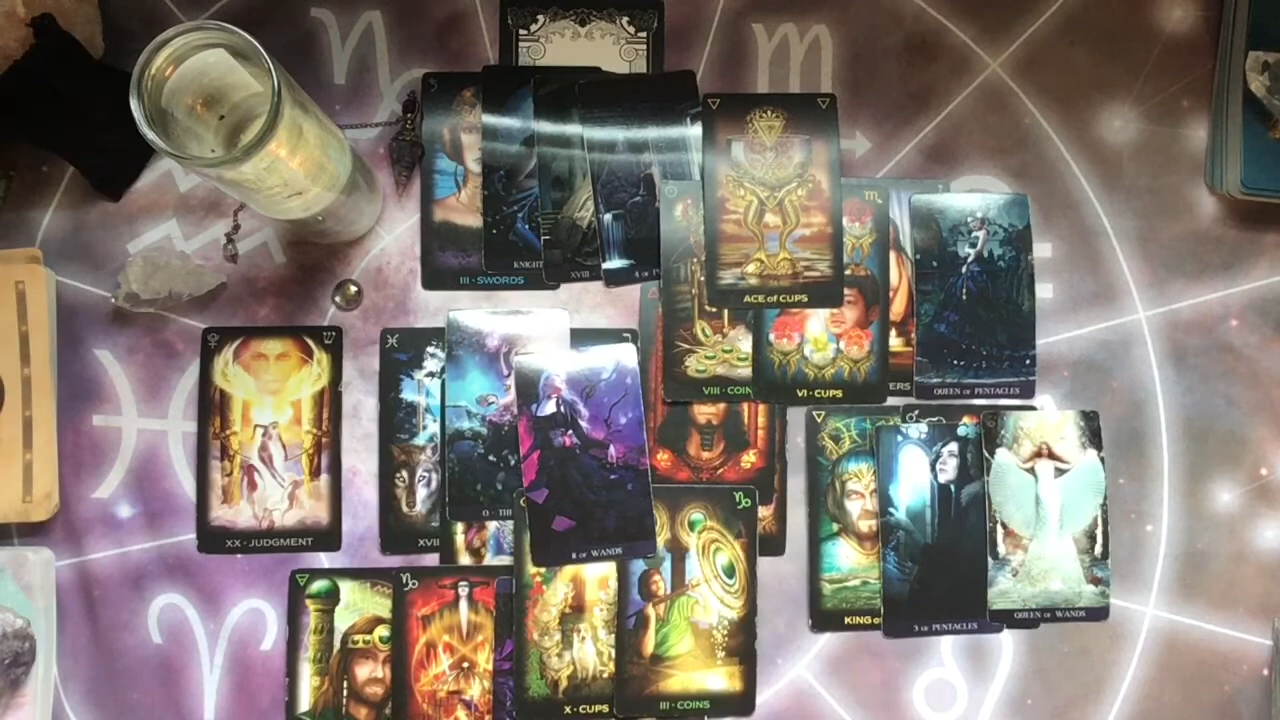 III · SWORDS
KNIGHT
XVIII
4 OF
ACE of CUPS
VIII · COIN
VI · CUPS
QUEEN OF PENTACLES
XX · JUDGMENT
XVII
0 · TH
8 OF WANDS
KING
3 OF PENTACLES
QUEEN OF WANDS
X · CUPS
III · COINS